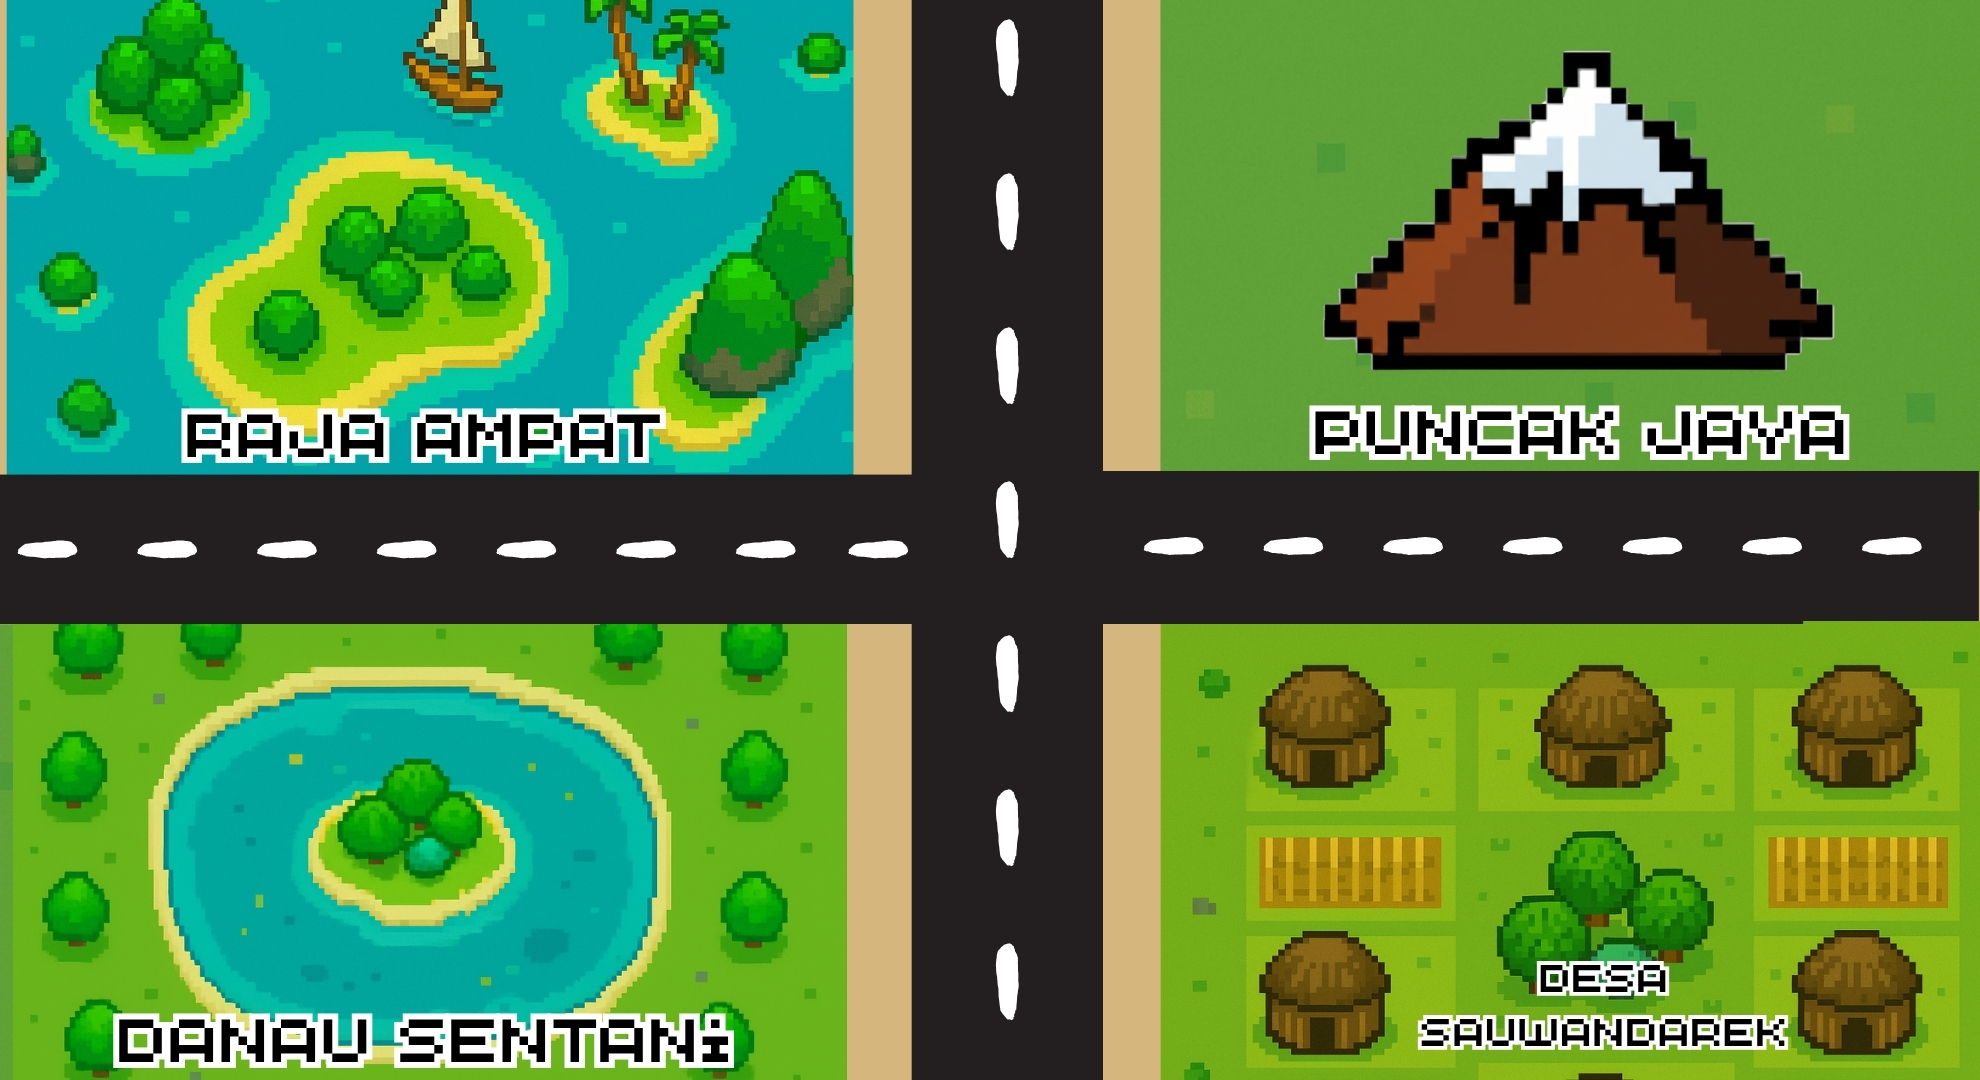 RAJA AMPAT
PUNCAK JAYA
DANAU SENTANi
DESA
SAUWANDAREK